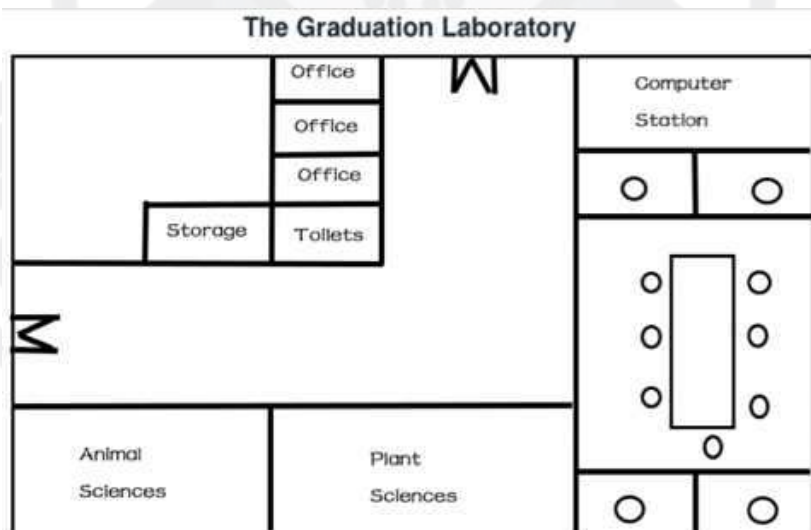 The Graduation Laboratory
Office
Computer
Station
Office
Office
Storage
Toilets
Animal
Sciences
Plant
Sciences